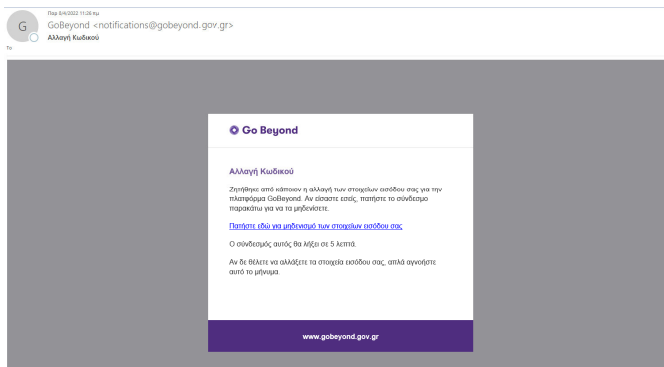 Παρ 8/4/2022 11:26 πμ
G
GoBeyond <notifications@gobeyond.gov.gr>
Αλλαγή Κωδικού
To
Go Beyond
Αλλαγή Κωδικού
Ζητήθηκε από κάποιον η αλλαγή των στοιχείων εισόδου σας για την
πλατφόρμα GoBeyond. Αν είσαστε εσείς, πατήστε το σύνδεσμο
παρακάτω για να τα μηδενίσετε.
Πατήστε εδώ για μηδενισμό των στοιχείων εισόδου σας
Ο σύνδεσμός αυτός θα λήξει σε 5 λεπτά.
Αν δε θέλετε να αλλάξετε τα στοιχεία εισόδου σας, απλά αγνοήστε
αυτό το μήνυμα.
www.gobeyond.gov.gr